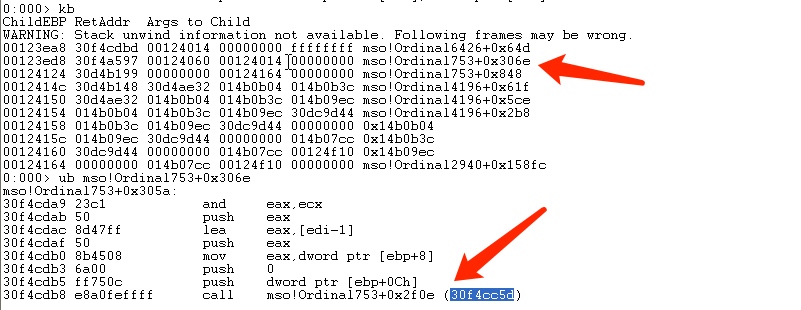 0:000> kb
ChildEBP RetAddr  Args to Child
WARNING: Stack unwind information not available. Following frames may be wrong.
00123ea8 30f4cdbd 00124014 00000000 ffffffff mso!Ordinal6426+0x64d
00123ed8 30f4a597 00124060 00124014 00000000 mso!Ordinal753+0x306e
00124124 30d4b199 00000000 00124164 00000000 mso!Ordinal753+0x848
0012414c 30d4b148 30d4ae32 014b0b04 014b0b3c mso!Ordinal4196+0x61f
00124150 30d4ae32 014b0b04 014b0b3c 014b09ec mso!Ordinal4196+0x5ce
00124154 014b0b04 014b0b3c 014b09ec 30dc9d44 mso!Ordinal4196+0x2b8
00124158 014b0b3c 014b09ec 30dc9d44 00000000 0x14b0b04
0012415c 014b09ec 30dc9d44 00000000 014b07cc 0x14b0b3c
00124160 30dc9d44 00000000 014b07cc 00124f10 0x14b09ec
00124164 00000000 014b07cc 00124f10 00000000 mso!Ordinal2940+0x158fc
0:000> ub mso!Ordinal753+0x306e
mso!Ordinal753+0x305a:
30f4cda9 23c1 and eax,ecx
30f4cdab 50 push eax
30f4cdac 8d47ff lea eax,[edi-1]
30f4cdaf 50 push eax
30f4cdb0 8b4508 mov eax,dword ptr [ebp+8]
30f4cdb3 6a00 push 0
30f4cdb5 ff750c push dword ptr [ebp+0Ch]
30f4cdb8 e8a0feffff call mso!Ordinal753+0x2f0e (30f4cc5d)